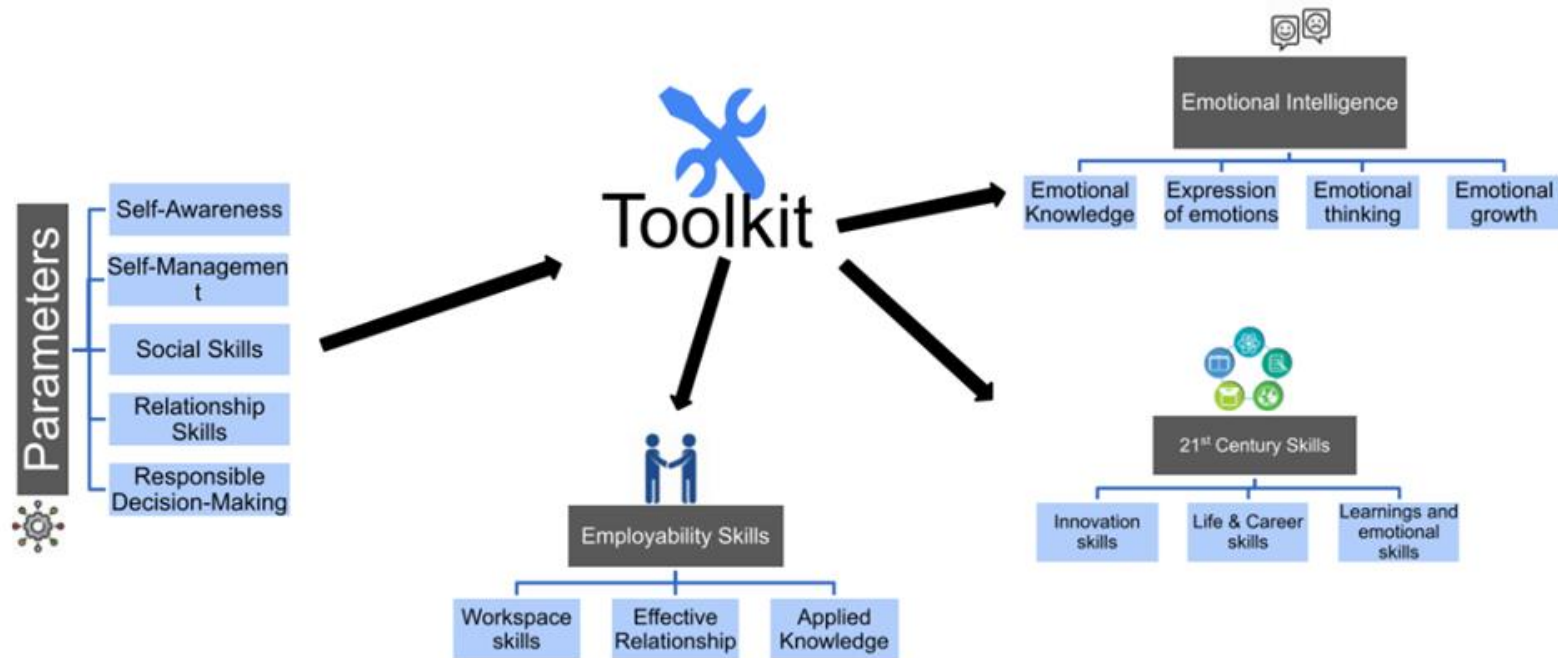 Parameters
Self-Awareness
Self-Managemen
t
Social Skills
Relationship
Skills
Responsible
Decision-Making
Toolkit
Emotional Intelligence
Emotional
Knowledge
Expression
of emotions
Emotional
thinking
Emotional
growth
Employability Skills
Workspace
skills
Effective
Relationship
Applied
Knowledge
21st Century Skills
Innovation
skills
Life & Career
skills
Learnings and
emotional
skills